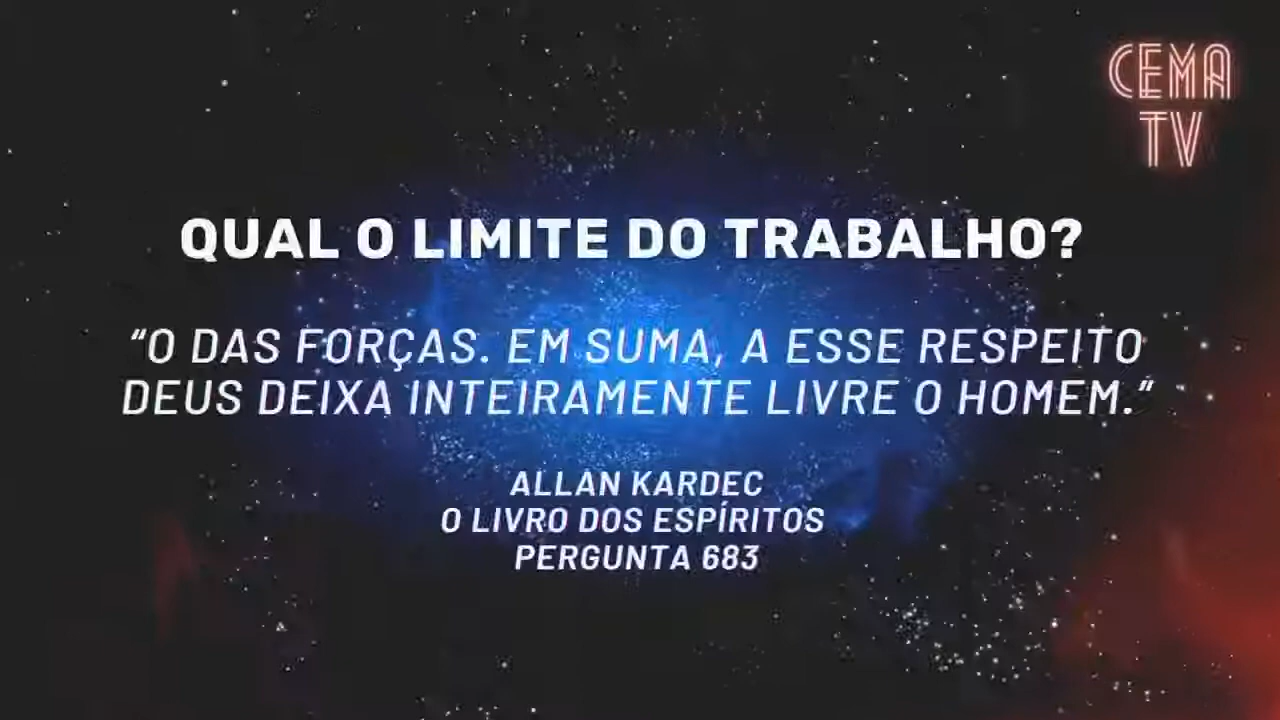 CEMA
TV
QUAL O LIMITE DO TRABALHO?
“O DAS FORÇAS. EM SUMA, A ESSE RESPEITO
DEUS DEIXA INTEIRAMENTE LIVRE O HOMEM.”
ALLAN KARDEC
O LIVRO DOS ESPÍRITOS
PERGUNTA 683